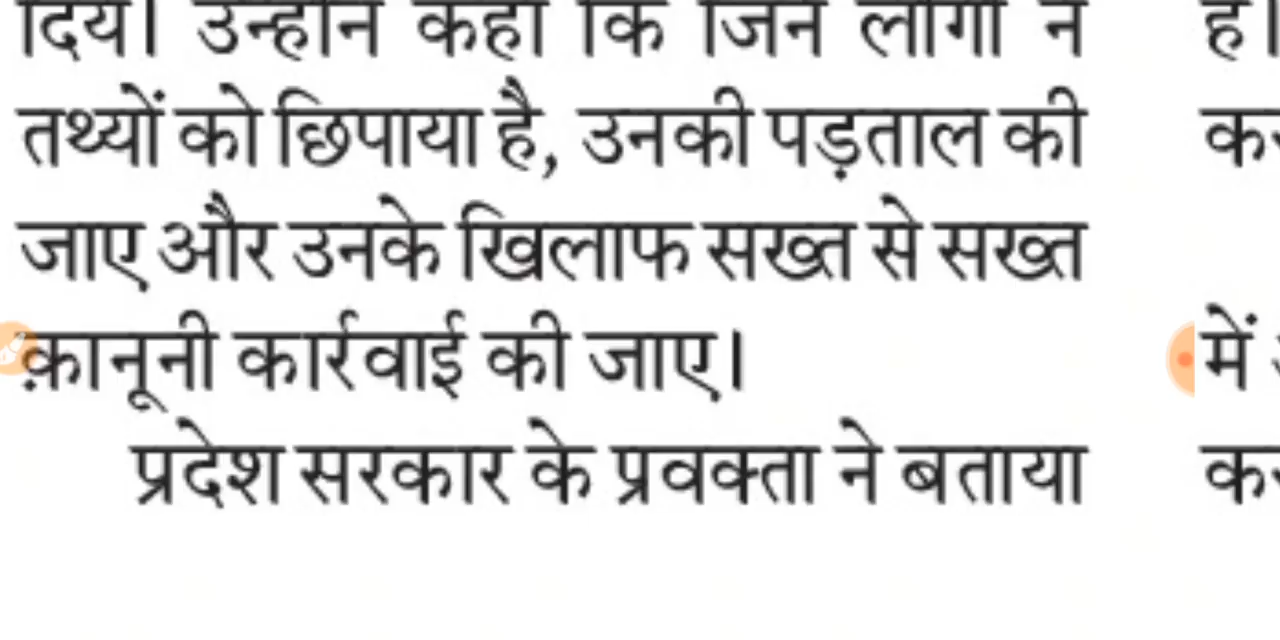 दिये। उन्होंने कहा कि जिन लोगों ने
तथ्यों को छिपाया है, उनकी पड़ताल की
जाए और उनके खिलाफ सख्त से सख्त
क़ानूनी कार्रवाई की जाए।
प्रदेश सरकार के प्रवक्ता ने बताया
है।
में